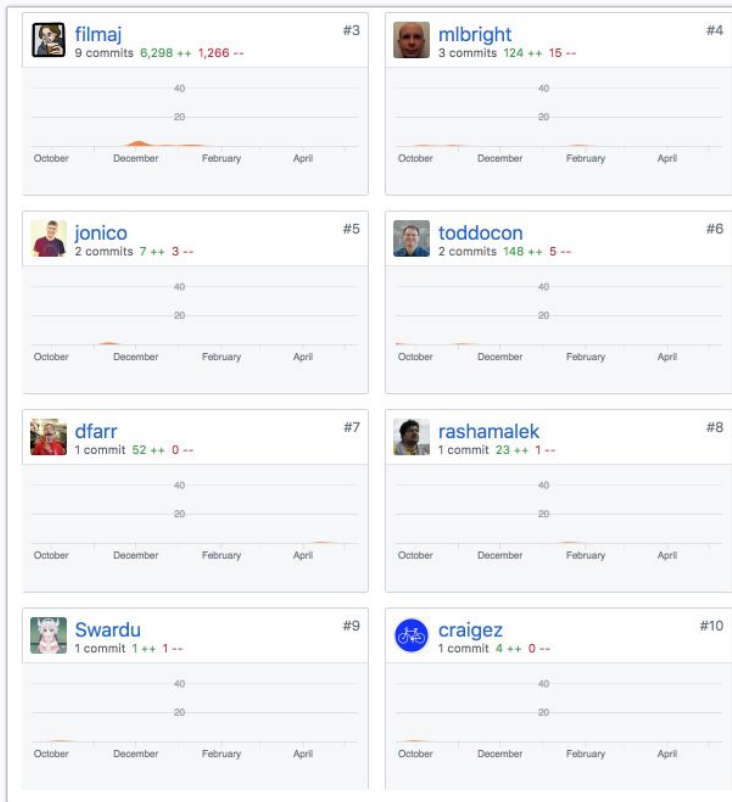 filmaj
#3
9 commits 6,298 ++ 1,266 --
40
20
October December February April
mlbright
#4
3 commits 124 ++ 15 --
40
20
October December February April
jonico
#5
2 commits 7 ++ 3 --
40
20
October December February April
toddocon
#6
2 commits 148 ++ 5 --
40
20
October December February April
dfarr
#7
1 commit 52 ++ 0 --
40
20
October December February April
rashamalek
#8
1 commit 23 ++ 1 --
40
20
October December February April
Swardu
#9
1 commit 1 ++ 1 --
40
20
October December February April
craigez
#10
1 commit 4 ++ 0 --
40
20
October December February April